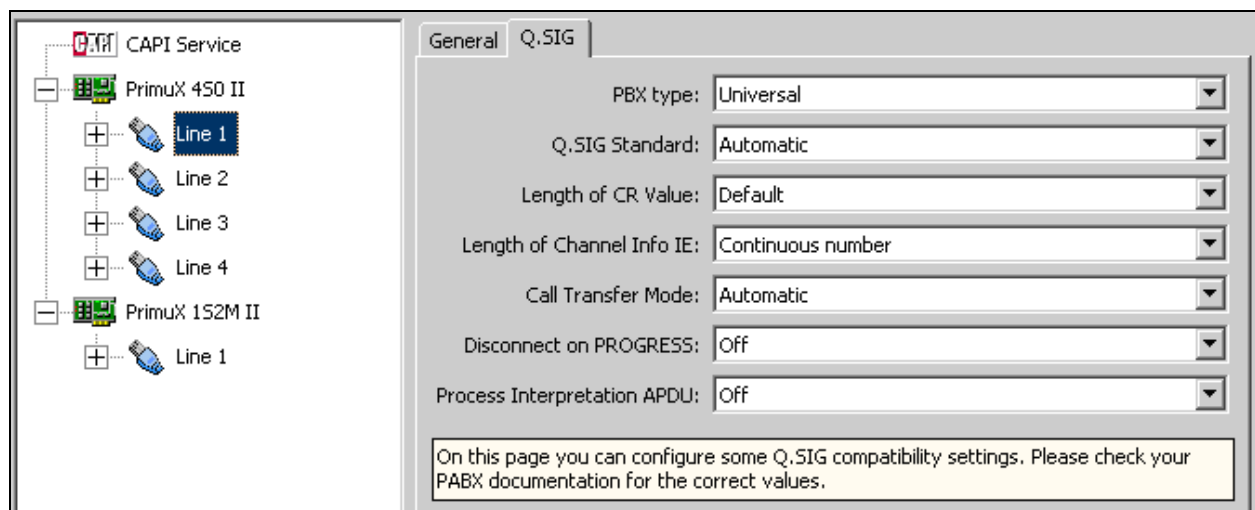 CAPI CAPI Service
PrimuX 4S0 II
Line 1
Line 2
Line 3
Line 4
PrimuX 1S2M II
Line 1
General
Q.SIG
PBX type: Universal
Q.SIG Standard: Automatic
Length of CR Value: Default
Length of Channel Info IE: Continuous number
Call Transfer Mode: Automatic
Disconnect on PROGRESS: Off
Process Interpretation APDU: Off
On this page you can configure some Q.SIG compatibility settings. Please check your
PABX documentation for the correct values.